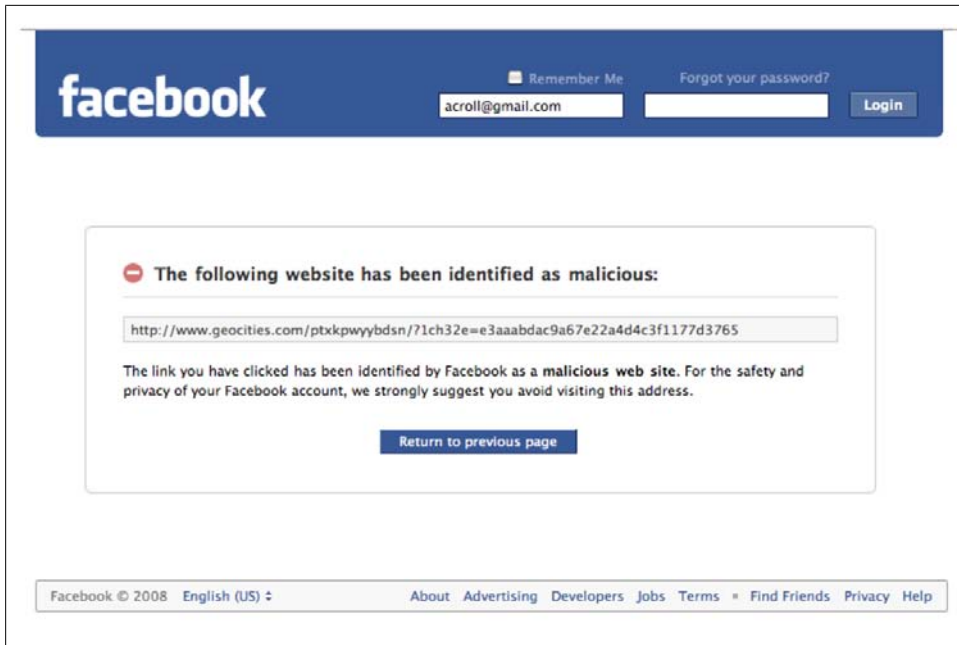 facebook
Remember Me
Forgot your password?
acroll@gmail.com
Login
The following website has been identified as malicious:
http://www.geocities.com/ptxkpwyybdsn/?1ch32e=e3aaabdac9a67e22a4d4c3f1177d3765
The link you have clicked has been identified by Facebook as a malicious web site. For the safety and
privacy of your Facebook account, we strongly suggest you avoid visiting this address.
Return to previous page
Facebook © 2008 English (US) About Advertising Developers Jobs Terms Find Friends Privacy Help